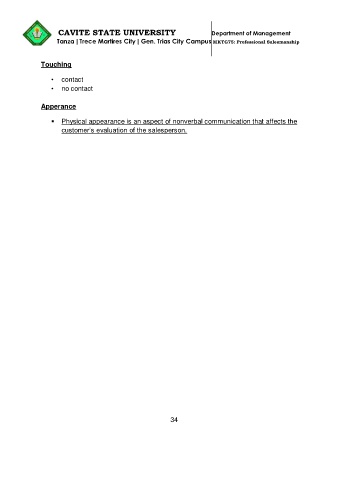 CAVITE STATE UNIVERSITY
Department of Management
Tanza | Trece Martires City | Gen. Trias City Campus
MKTG75: Professional Salesmanship
Touching
• contact
• no contact
Apperance
▪ Physical appearance is an aspect of nonverbal communication that affects the
customer's evaluation of the salesperson.
34